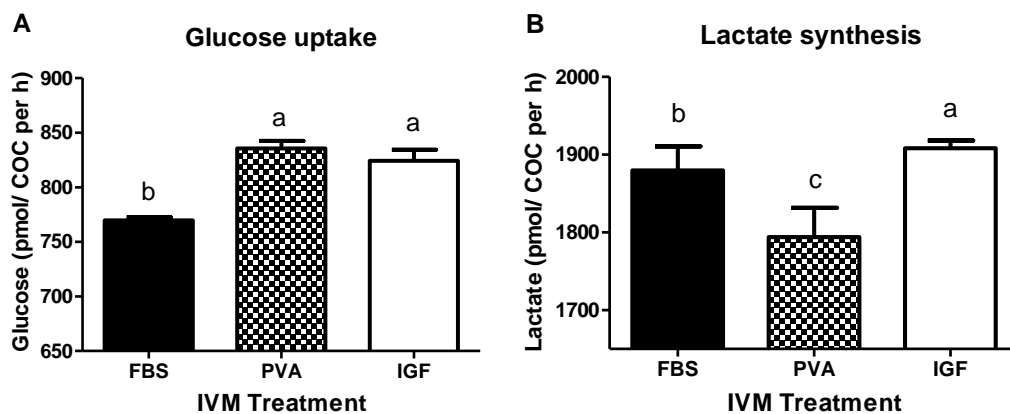 A
Glucose uptake
Glucose (pmol/ COC per h)
900
850
800
750
700
650
b
a
a
FBS
PVA
IGF
IVM Treatment
B
Lactate synthesis
Lactate (pmol/ COC per h)
2000
1900
1800
1700
b
c
a
FBS
PVA
IGF
IVM Treatment